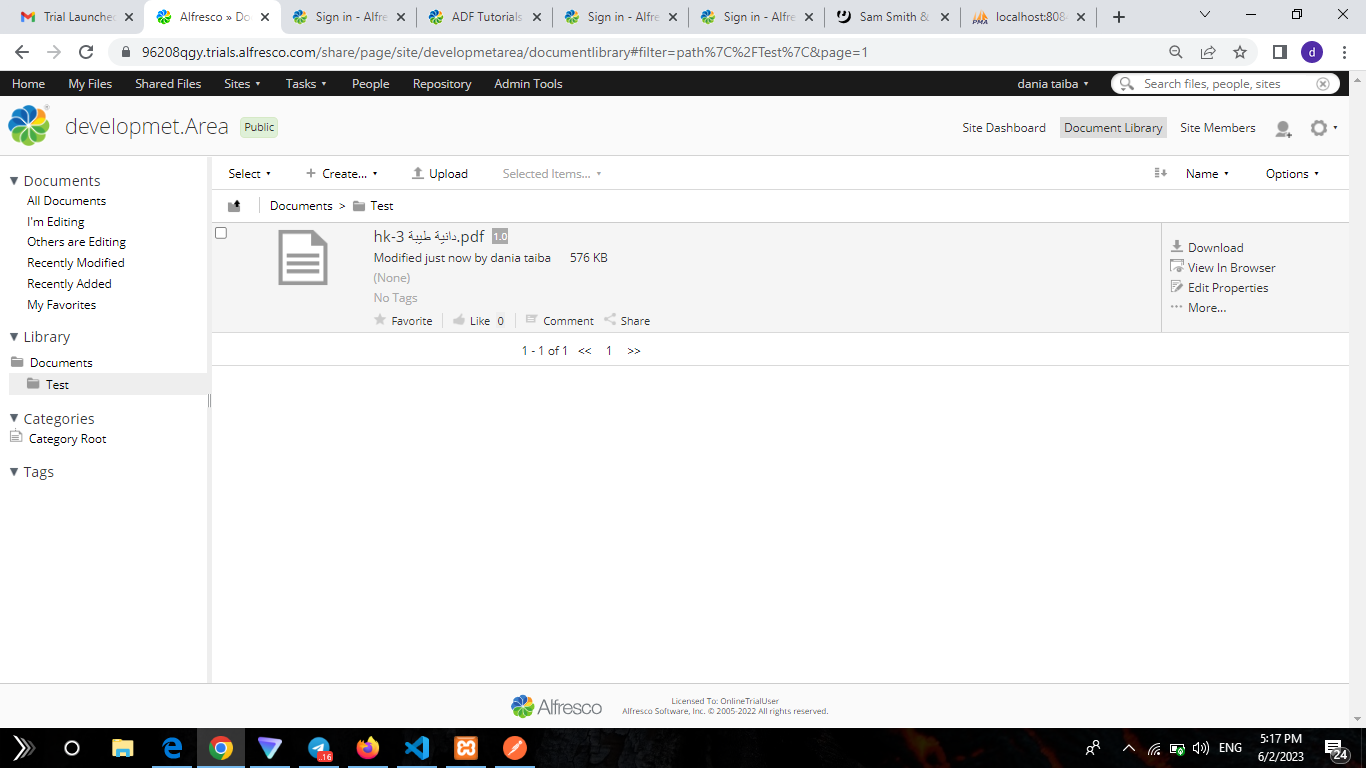 Trial Launche
Alfresco » Do
Sign in - Alfre
ADF Tutorials
Sign in - Alfre
Sign in - Alfre
Sam Smith &
localhost:808
96208qgy.trials.alfresco.com/share/page/site/developmetarea/documentlibrary#filter=path%7C%2FTest%7C&page=1
d
Home My Files Shared Files Sites Tasks People Repository Admin Tools dania taiba Search files, people, sites
developmet.Area Public Site Dashboard Document Library Site Members
Documents
All Documents
I'm Editing
Others are Editing
Recently Modified
Recently Added
My Favorites
Library
Documents
Test
Categories
Category Root
Tags
Select Create... Upload Selected Items... Name Options
Documents > Test
hk-3 دانية طيبة.pdf 1.0
Modified just now by dania taiba 576 KB
(None)
No Tags
Favorite Like 0 Comment Share
Download
View In Browser
Edit Properties
More...
1 - 1 of 1 << 1 >>
Alfresco
Licensed To: OnlineTrialUser
Alfresco Software, Inc. © 2005-2022 All rights reserved.
.16
ENG
5:17 PM
6/2/2023
24